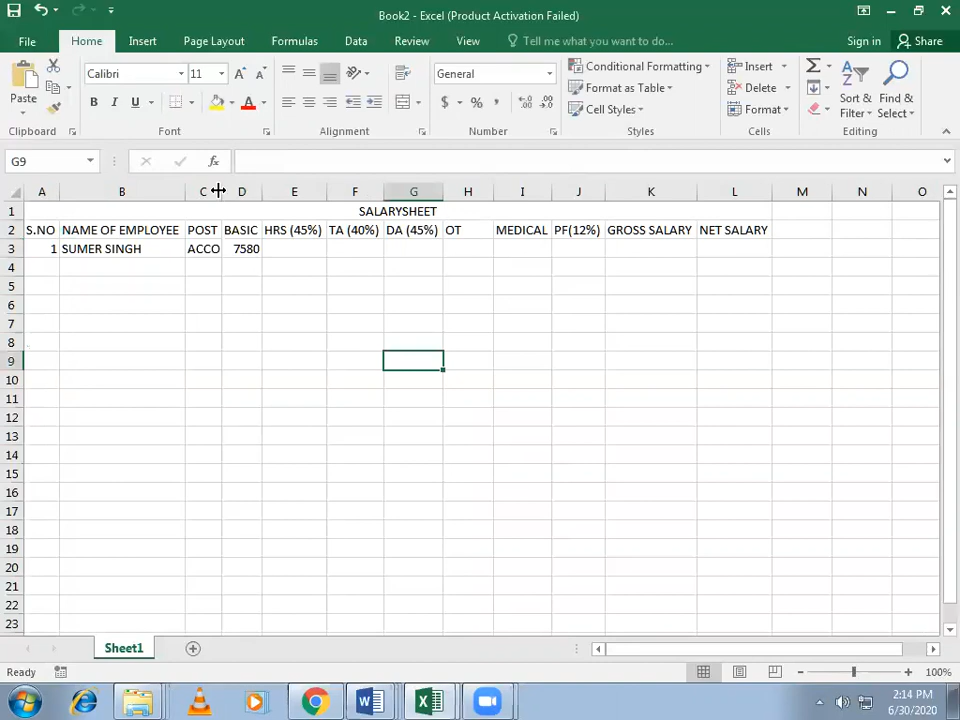 Book2 - Excel (Product Activation Failed)
File Home Insert Page Layout Formulas Data Review View Tell me what you want to do... Sign in Share
Calibri 11 General Conditional Formatting Insert
Paste B I U $ % Format as Table Delete Sort & Find &
Cell Styles Format Filter Select
Clipboard Font Alignment Number Styles Cells Editing
G9 fx
A B C D E F G H I J K L M N O
1 SALARYSHEET
2 S.NO NAME OF EMPLOYEE POST BASIC HRS (45%) TA (40%) DA (45%) OT MEDICAL PF(12%) GROSS SALARY NET SALARY
3 1 SUMER SINGH ACCO 7580
4
5
6
7
8
9
10
11
12
13
14
15
16
17
18
19
20
21
22
23
Sheet1
Ready 100%
2:14 PM
6/30/2020